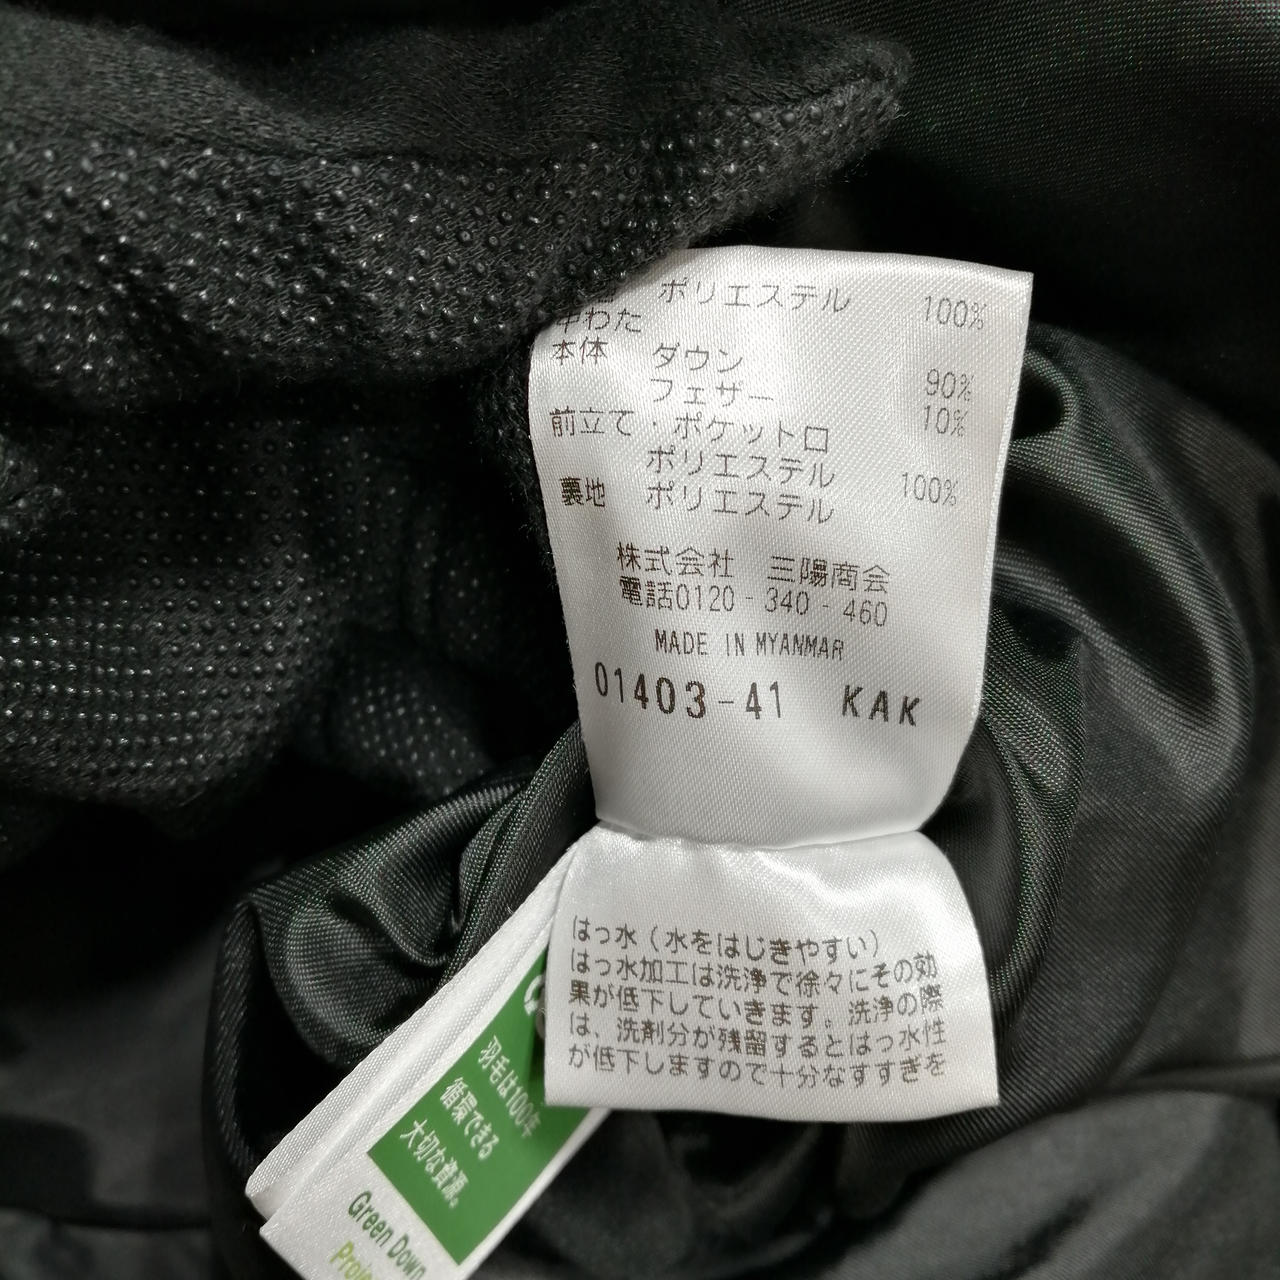 ポリエステル 100%
中わた
本体 ダウン 90%
フェザー 10%
前立て・ポケット口
ポリエステル 100%
裏地 ポリエステル
株式会社 三陽商会
電話0120-340-460
MADE IN MYANMAR
01403-41 KAK
はっ水(水をはじきやすい)
はっ水加工は洗浄で徐々にその効
果が低下していきます。洗浄の際
は、洗剤分が残留するとはっ水性
が低下しますので十分なすすぎを
羽毛は100年
循環できる
大切な資源。
Green Down